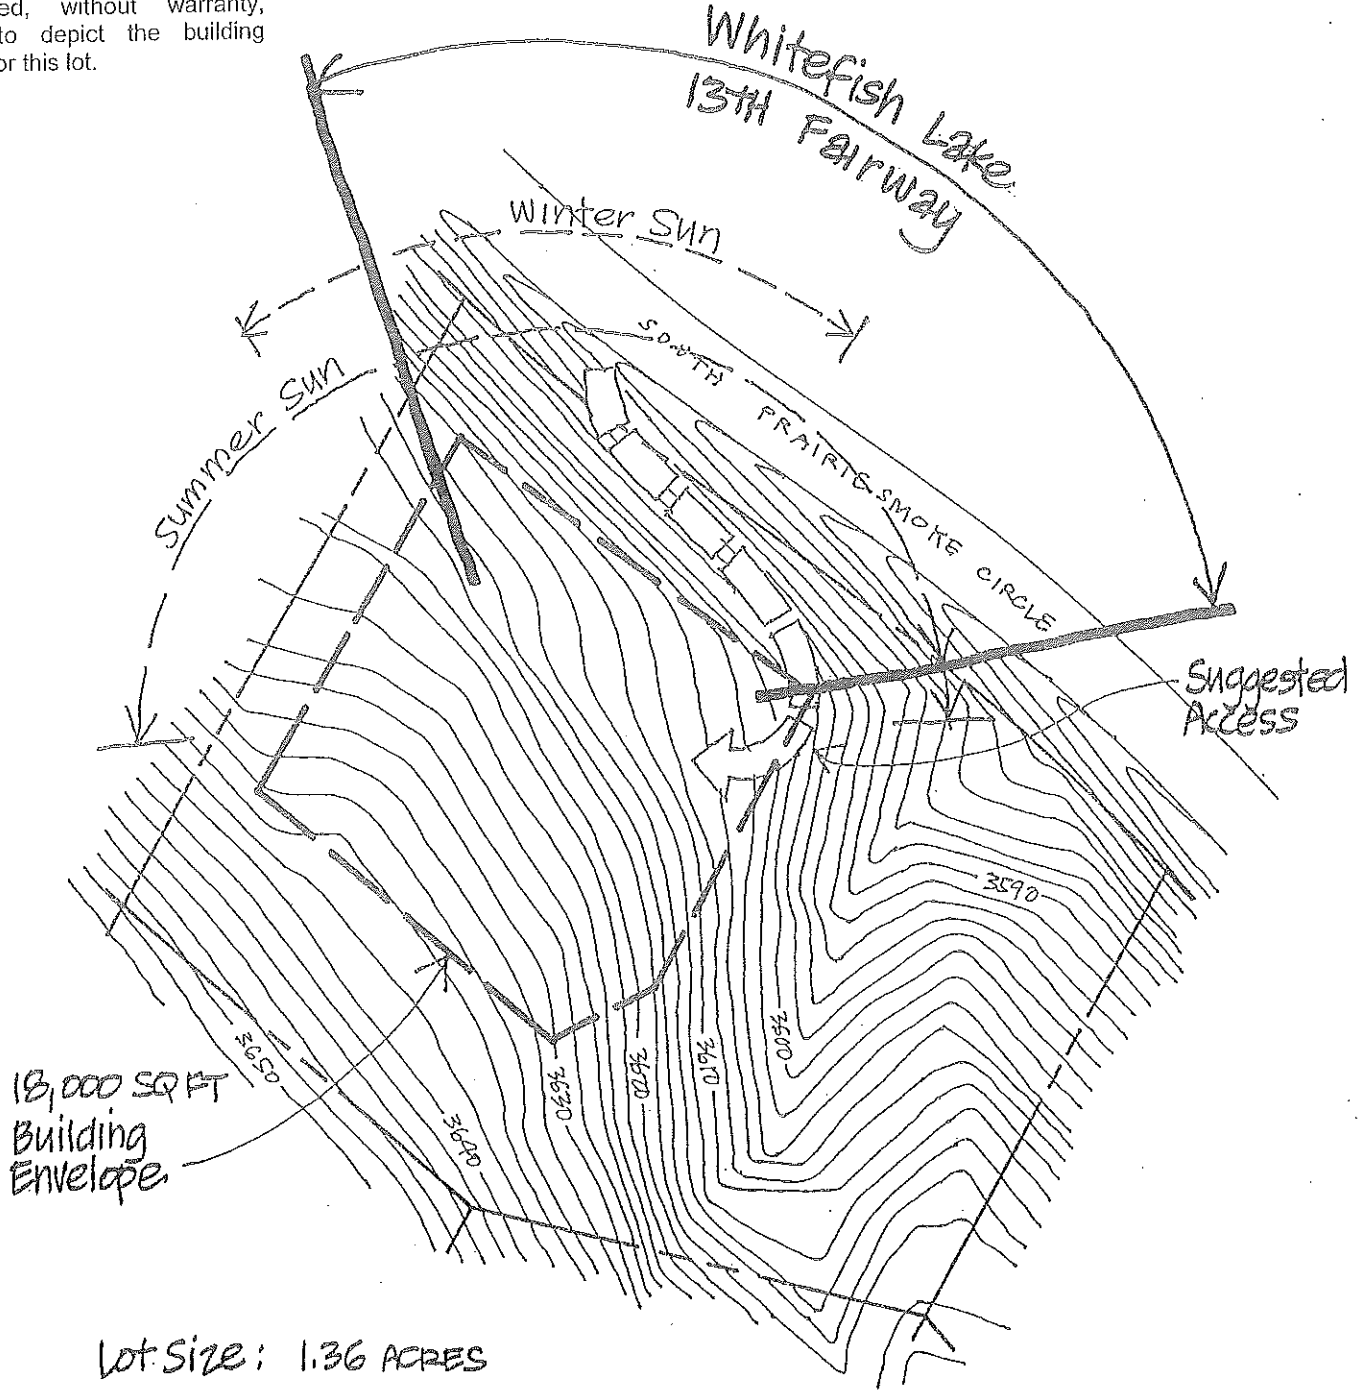 ed, without warranty,
to depict the building
or this lot.
Whitefish Lake
13TH Fairway
Winter Sun
Summer Sun
SOUTH PRAIRIE SMOKE CIRCLE
Suggested
Access
3590
3600
3610
3620
3630
3640
3650
18,000 SQ FT
Building
Envelope
Lot Size: 1.36 ACRES